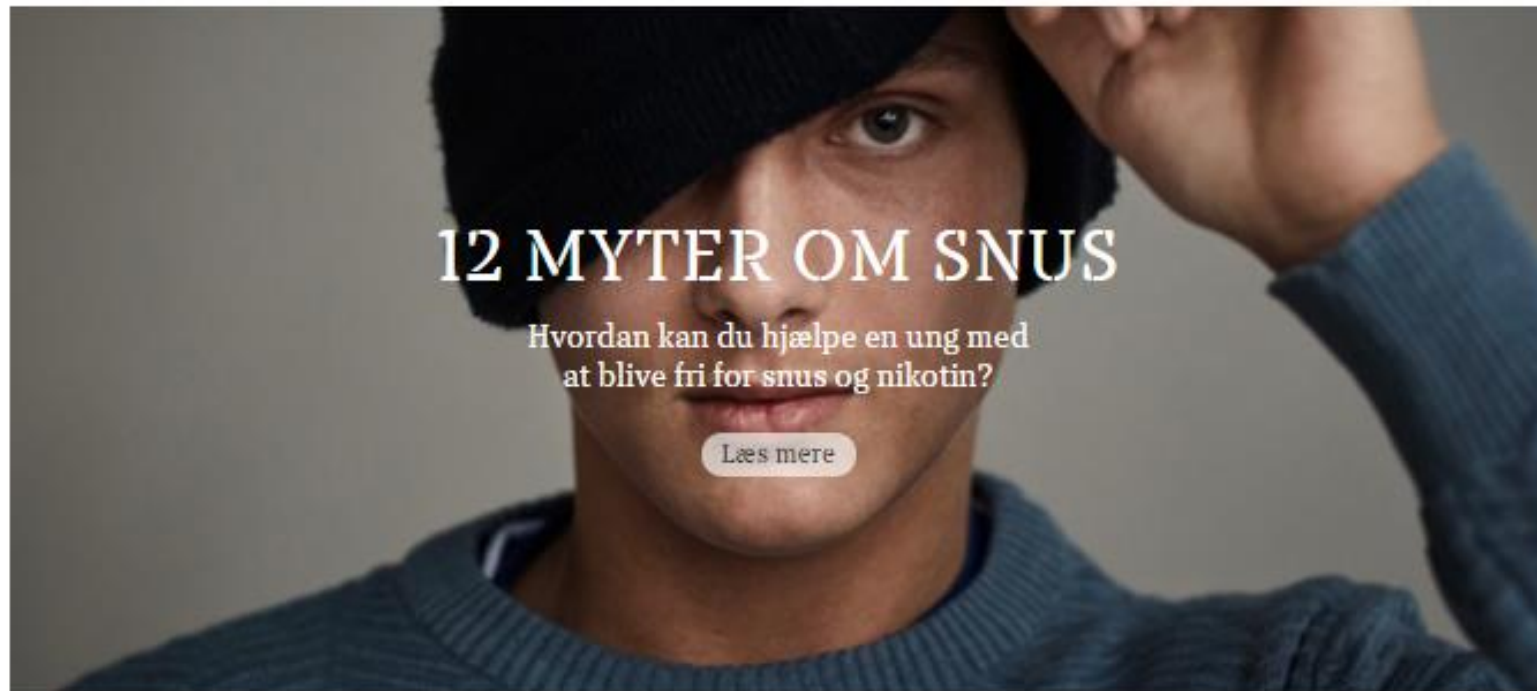 12 MYTER OM SNUS
Hvordan kan du hjælpe en ung med
at blive fri for snus og nikotin?
Læs mere